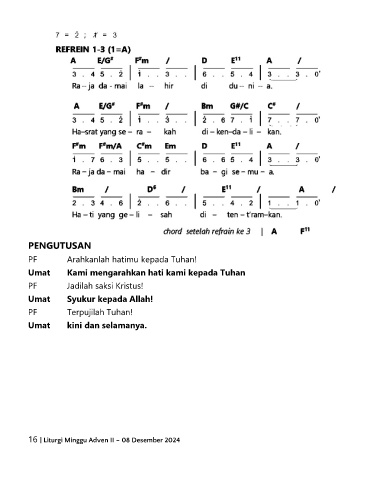 7 = 2 ; 1 = 3
REFREIN 1-3 (1=A)
A E/G# F#m / D E11 A /
3 . 4 5 . 2 | 1 . . 3 . . | 6 . . 5 . 4 | 3 . . 3 . 0'
Ra – ja da - mai la – hir di du – ni – a.
A E/G# F#m / Bm G#/C C# /
3 . 4 5 . 2 | 1 . . 3 . . | 2 . 6 7 . 1 | 7 . . 7 . 0'
Ha–srat yang se – ra – kah di – ken–da – li – kan.
F#m F#m/A C#m Em D E11 A /
1 . 7 6 . 3 | 5 . . 5 . . | 6 . 6 5 . 4 | 3 . . 3 . 0'
Ra – ja da – mai ha – dir ba – gi se – mu – a.
Bm / D6 / E11 / A /
2 . 3 4 . 6 | 2 . . 6 . . | 5 . . 4 . 2 | 1 . . 1 . 0'
Ha – ti yang ge – li – sah di – ten – t'ram–kan.
chord setelah refrain ke 3 | A F11
PENGUTUSAN
PF Arahkanlah hatimu kepada Tuhan!
Umat Kami mengarahkan hati kami kepada Tuhan
PF Jadilah saksi Kristus!
Umat Syukur kepada Allah!
PF Terpujilah Tuhan!
Umat kini dan selamanya.
16 | Liturgi Minggu Adven II – 08 Desember 2024